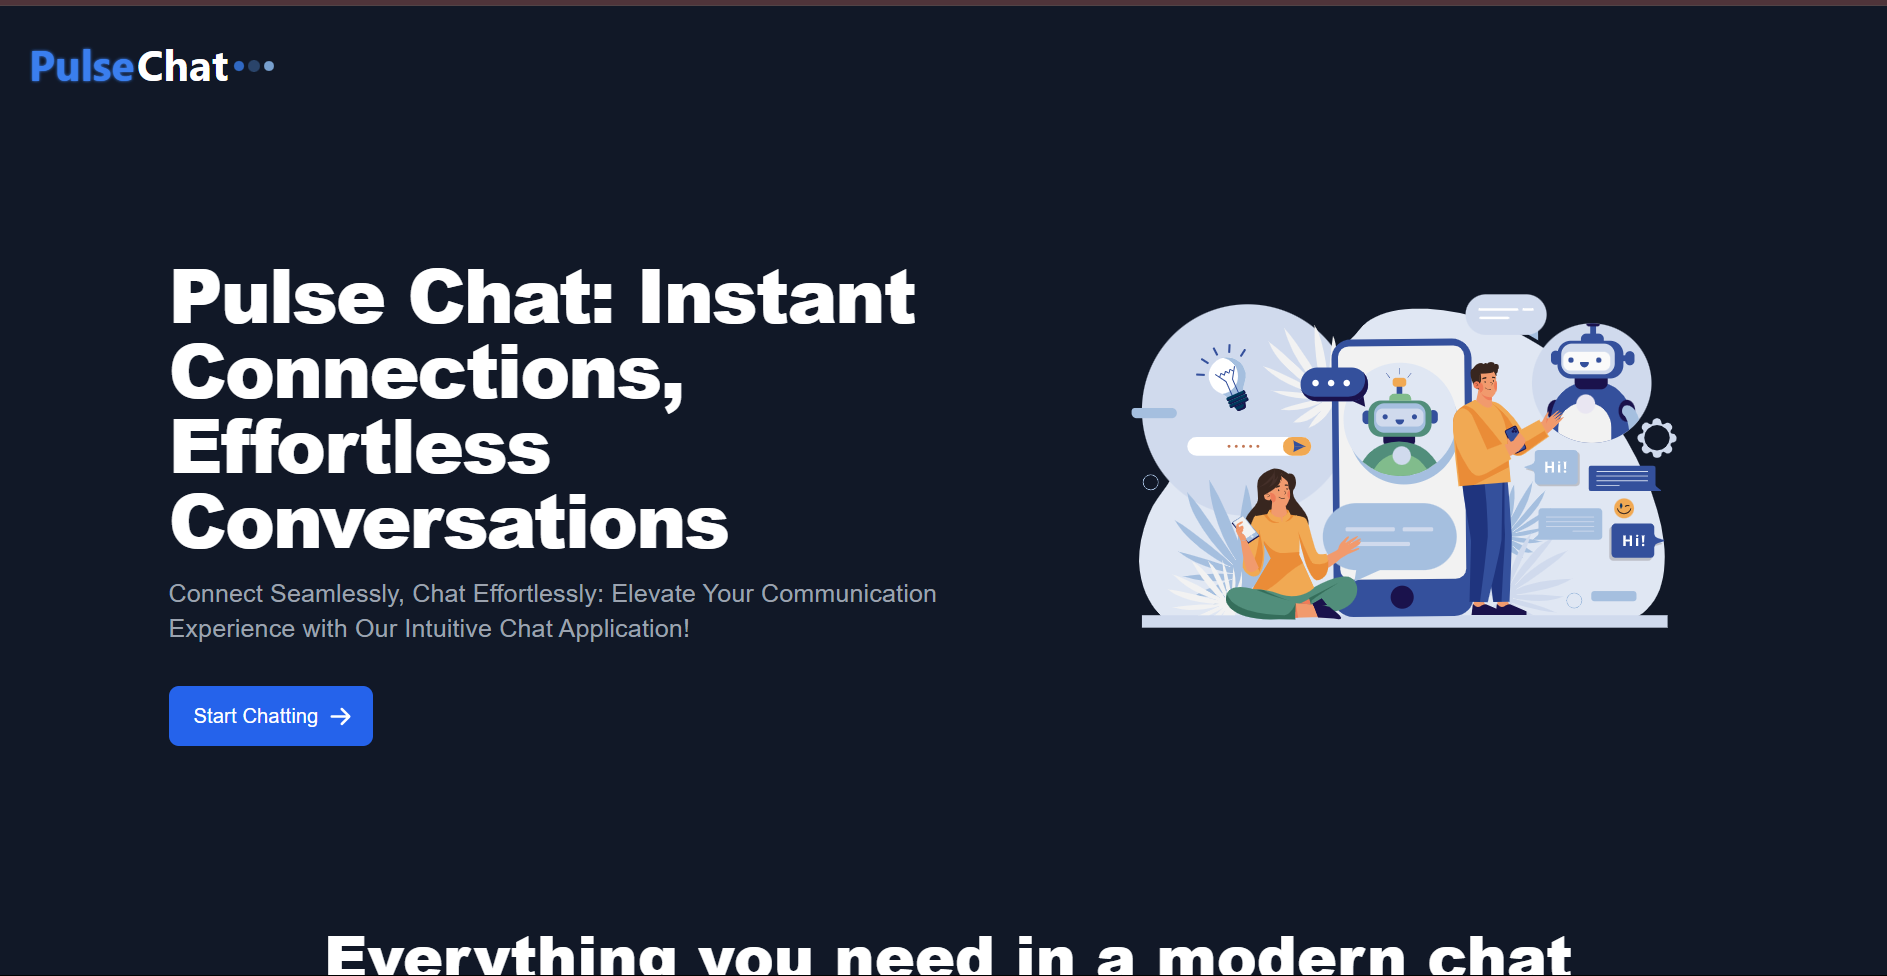 PulseChat
Pulse Chat: Instant
Connections,
Effortless
Conversations
Connect Seamlessly, Chat Effortlessly: Elevate Your Communication
Experience with Our Intuitive Chat Application!
Start Chatting
Hi!
Hi!
Everything you need in a modern chat